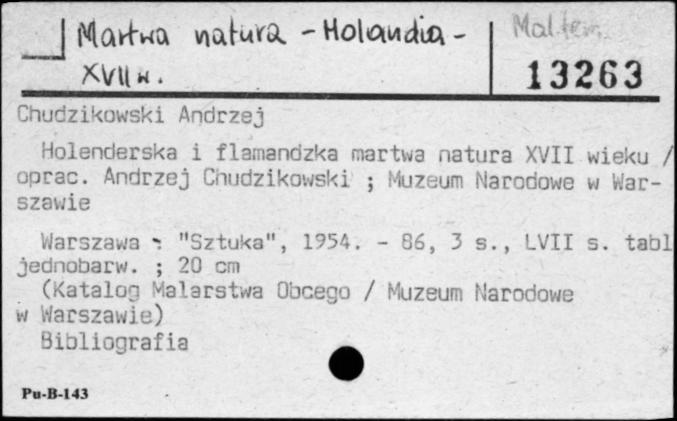 Martwa natura - Holandia -
XVII w.
Mal.
13263
Chudzikowski Andrzej
Holenderska i flamandzka martwa natura XVII wieku /
oprac. Andrzej Chudzikowski ; Muzeum Narodowe w War-
szawie
Warszawa : "Sztuka", 1954. - 86, 3 s., LVII s. tabl
jednobarw. ; 20 cm
(Katalog Malarstwa Obcego / Muzeum Narodowe
w Warszawie)
Bibliografia
Pu-B-143